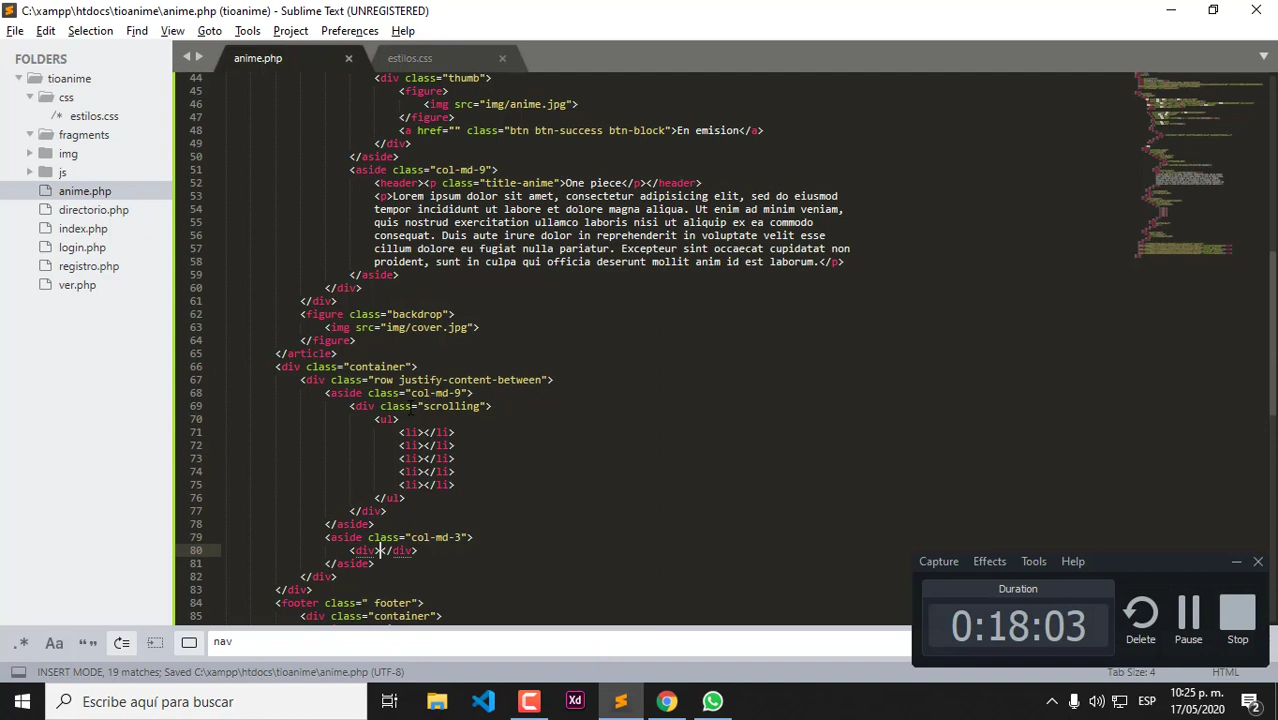 C:\xampp\htdocs\tioanime\anime.php (tioanime) - Sublime Text (UNREGISTERED)
File Edit Selection Find View Goto Tools Project Preferences Help
FOLDERS
tioanime
css
/* estilos.css
fragments
img
js
anime.php
directorio.php
index.php
login.php
registro.php
ver.php
anime.php × estilos.css ×
44 <div class="thumb">
45 <figure>
46 <img src="img/anime.jpg">
47 </figure>
48 <a href="" class="btn btn-success btn-block">En emision</a>
49 </div>
50 </aside>
51 <aside class="col-md-9">
52 <header><p class="title-anime">One piece</p></header>
53 <p>Lorem ipsum dolor sit amet, consectetur adipisicing elit, sed do eiusmod
54 tempor incididunt ut labore et dolore magna aliqua. Ut enim ad minim veniam,
55 quis nostrud exercitation ullamco laboris nisi ut aliquip ex ea commodo
56 consequat. Duis aute irure dolor in reprehenderit in voluptate velit esse
57 cillum dolore eu fugiat nulla pariatur. Excepteur sint occaecat cupidatat non
58 proident, sunt in culpa qui officia deserunt mollit anim id est laborum.</p>
59 </aside>
60 </div>
61 </div>
62 <figure class="backdrop">
63 <img src="img/cover.jpg">
64 </figure>
65 </article>
66 <div class="container">
67 <div class="row justify-content-between">
68 <aside class="col-md-9">
69 <div class="scrolling">
70 <ul>
71 <li></li>
72 <li></li>
73 <li></li>
74 <li></li>
75 <li></li>
76 </ul>
77 </div>
78 </aside>
79 <aside class="col-md-3">
80 <div></div>
81 </aside>
82 </div>
83 </div>
84 <footer class=" footer">
85 <div class="container">
Capture Effects Tools Help
Duration
0:18:03
Delete Pause Stop
.* Aa “” nav
INSERT MODE, 19 matches; Saved C:\xampp\htdocs\tioanime\anime.php (UTF-8)
Tab Size: 4 HTML
Escribe aquí para buscar
Xd
ESP
10:25 p. m.
17/05/2020
2